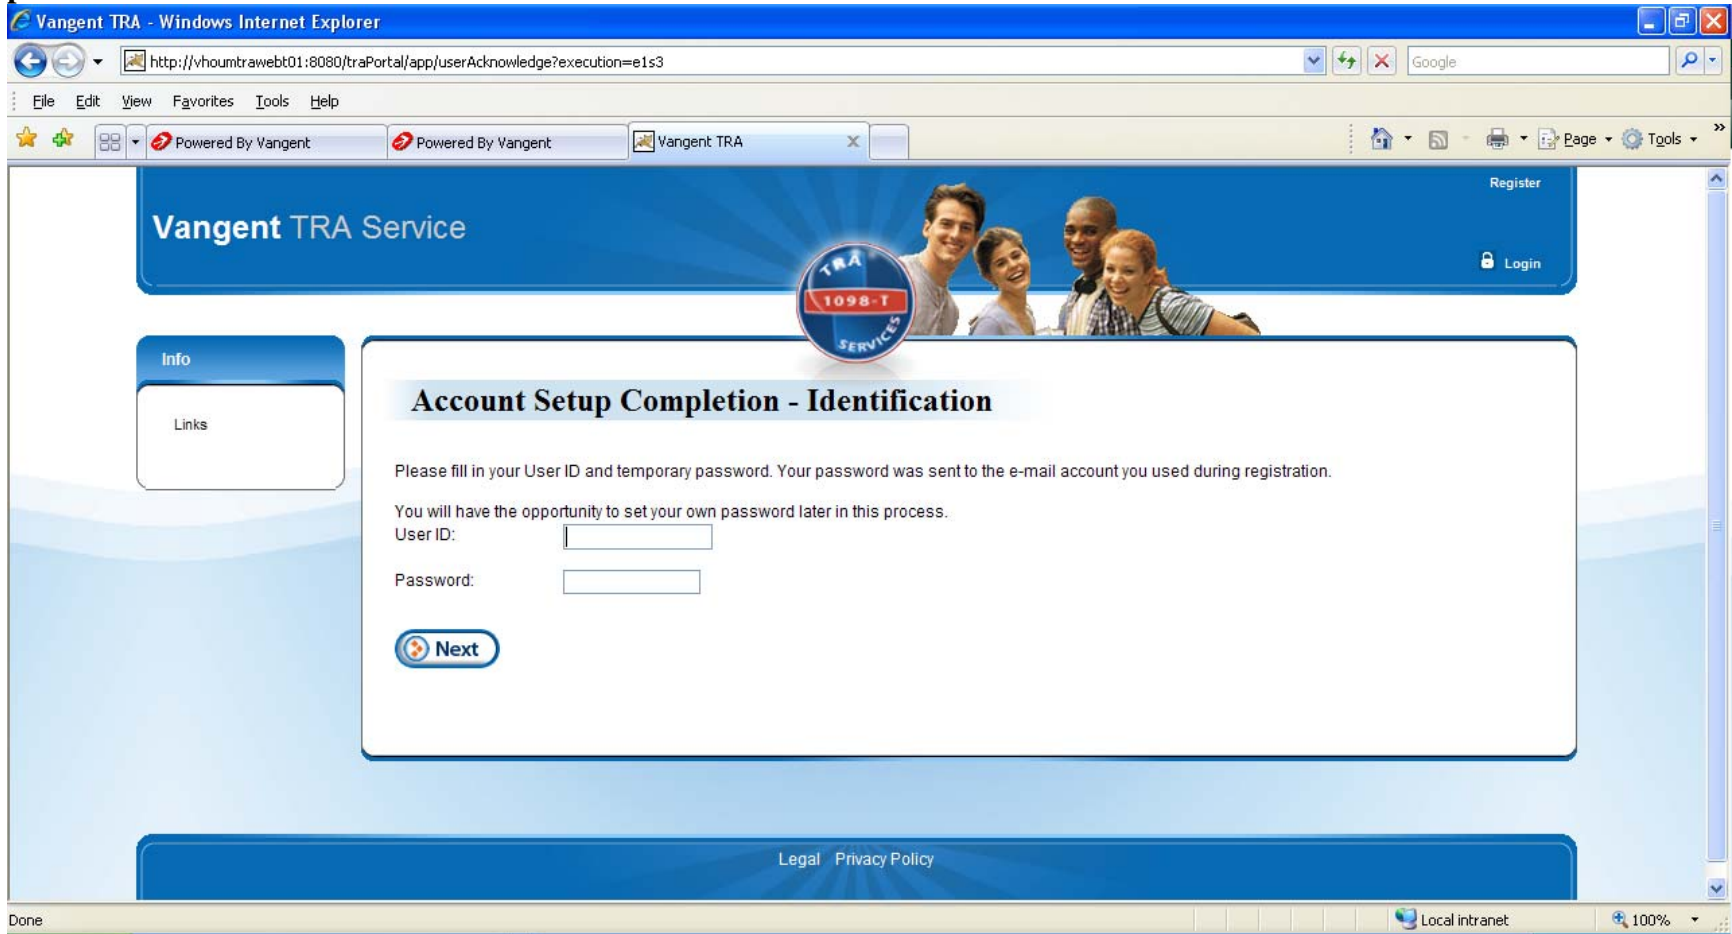 Vangent TRA - Windows Internet Explorer
http://vhoumtrawebt01:8080/traPortal/app/userAcknowledge?execution=e1s3
Google
File Edit View Favorites Tools Help
Powered By Vangent
Powered By Vangent
Vangent TRA
Page
Tools
Register
Vangent TRA Service
Login
TRA
1098-T
SERVICES
Info
Links
Account Setup Completion - Identification
Please fill in your User ID and temporary password. Your password was sent to the e-mail account you used during registration.
You will have the opportunity to set your own password later in this process.
User ID:
Password:
Next
Legal Privacy Policy
Done
Local intranet
100%